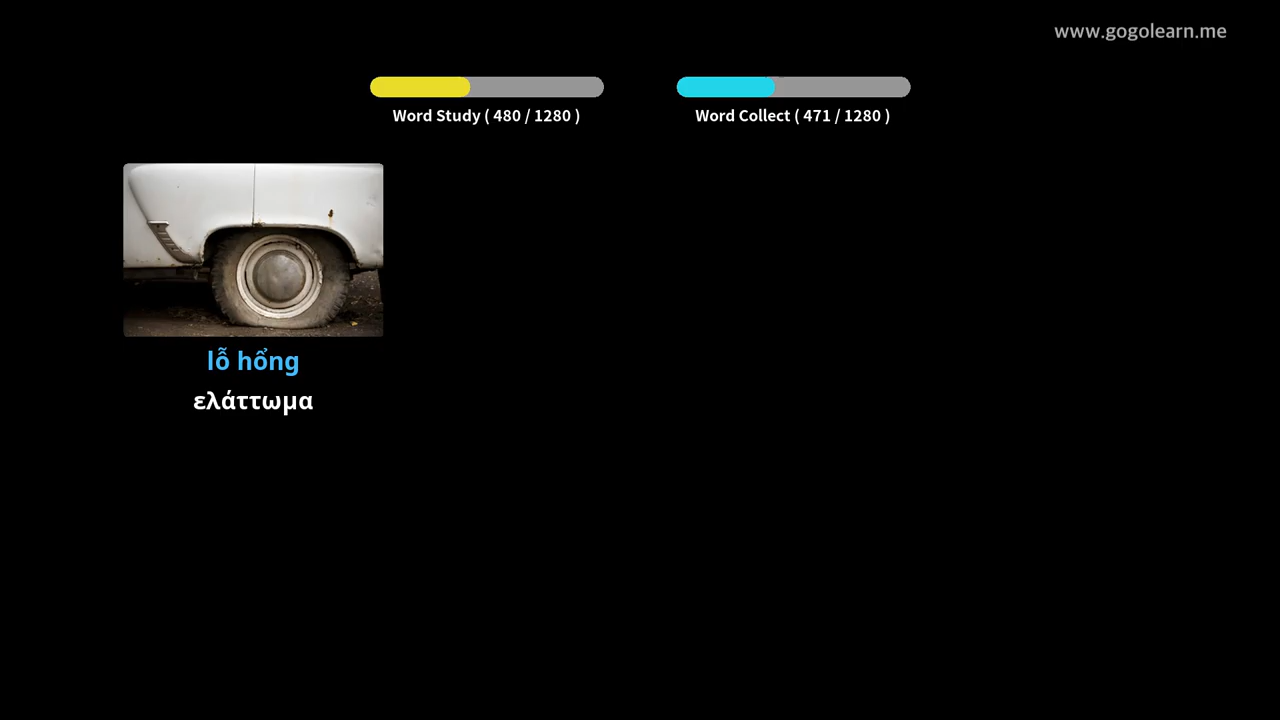 www.gogolearn.me
Word Study ( 480 / 1280 )
Word Collect ( 471 / 1280 )
lỗ hổng
ελάττωμα